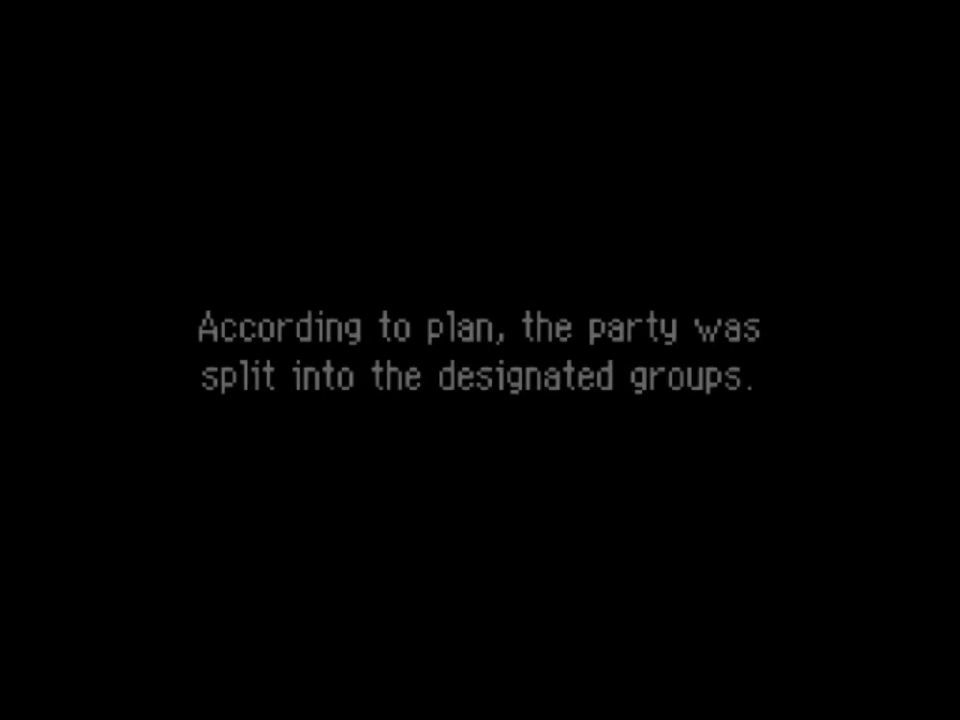 According to plan, the party was
split into the designated groups.